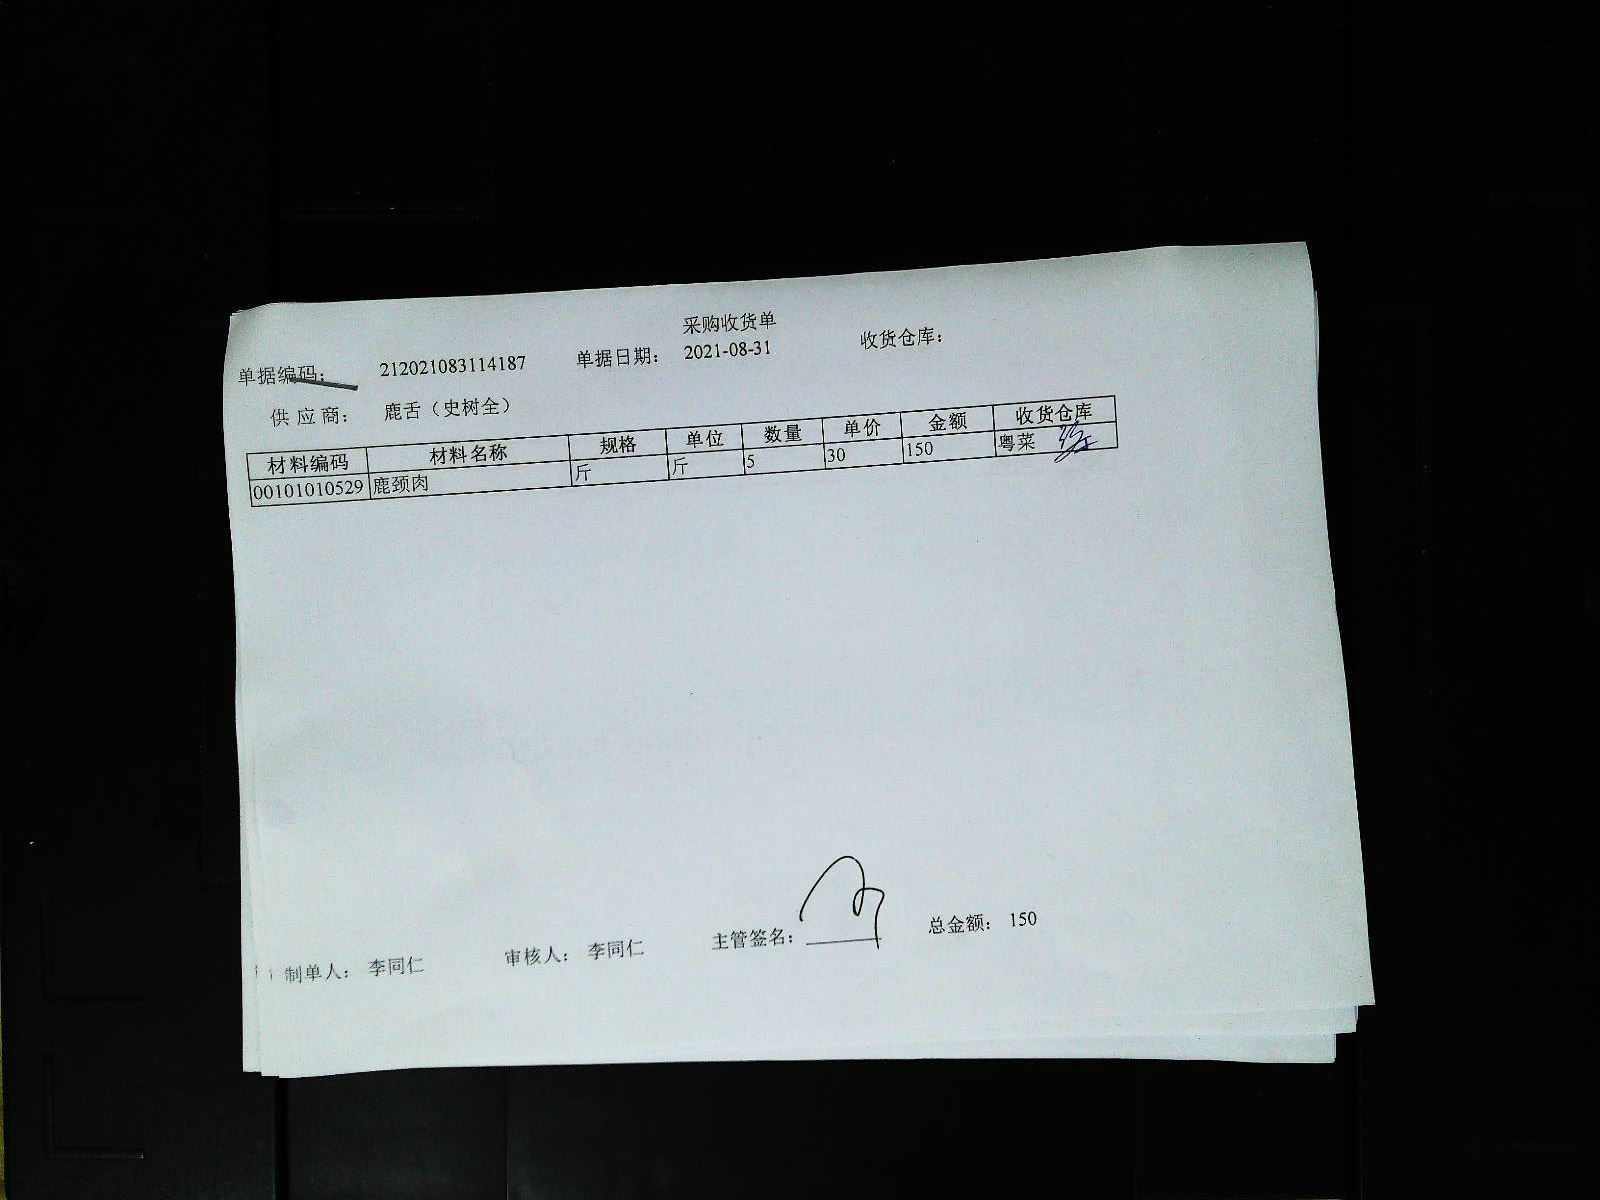 采购收货单
单据编码: 212021083114187 单据日期: 2021-08-31 收货仓库:
供 应 商: 鹿舌（史树全）
材料编码 材料名称 规格 单位 数量 单价 金额 收货仓库
00101010529 鹿颈肉 斤 斤 5 30 150 粤菜
制单人: 李同仁 审核人: 李同仁 主管签名: 总金额: 150